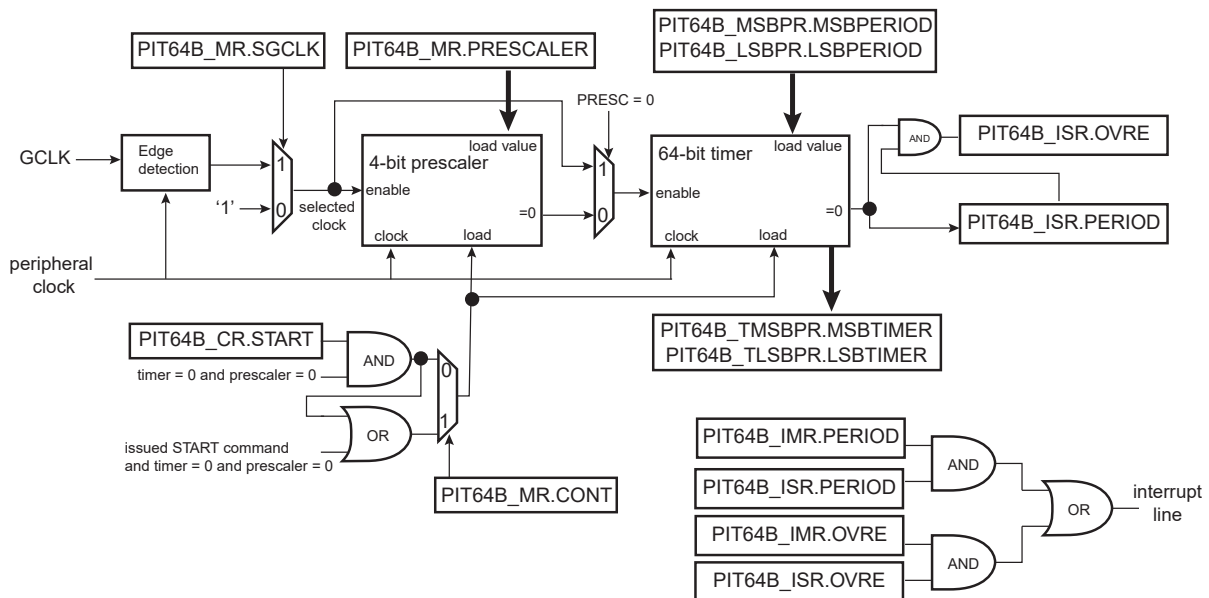 PIT64B_MR.SGCLK
PIT64B_MR.PRESCALER
PIT64B_MSBPR.MSBPERIOD
PIT64B_LSBPR.LSBPERIOD
PRESC = 0
GCLK
Edge
detection
1
0
'1'
selected
clock
4-bit prescaler
load value
enable
=0
clock
load
1
0
64-bit timer
load value
enable
=0
clock
load
AND
PIT64B_ISR.OVRE
PIT64B_ISR.PERIOD
peripheral
clock
PIT64B_CR.START
AND
timer = 0 and prescaler = 0
0
1
OR
issued START command
and timer = 0 and prescaler = 0
PIT64B_MR.CONT
PIT64B_TMSBPR.MSBTIMER
PIT64B_TLSBPR.LSBTIMER
PIT64B_IMR.PERIOD
AND
PIT64B_ISR.PERIOD
OR
interrupt
line
PIT64B_IMR.OVRE
AND
PIT64B_ISR.OVRE